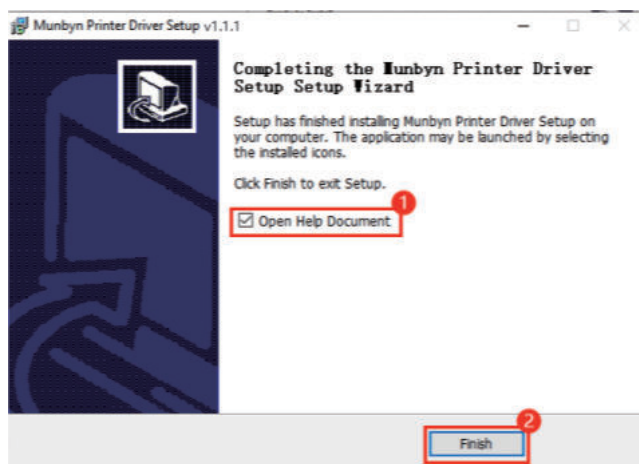 Munbyn Printer Driver Setup v1.1.1
Completing the Munbyn Printer Driver
Setup Setup Wizard
Setup has finished installing Munbyn Printer Driver Setup on
your computer. The application may be launched by selecting
the installed icons.
Click Finish to exit Setup.
1
Open Help Document
2
Finish